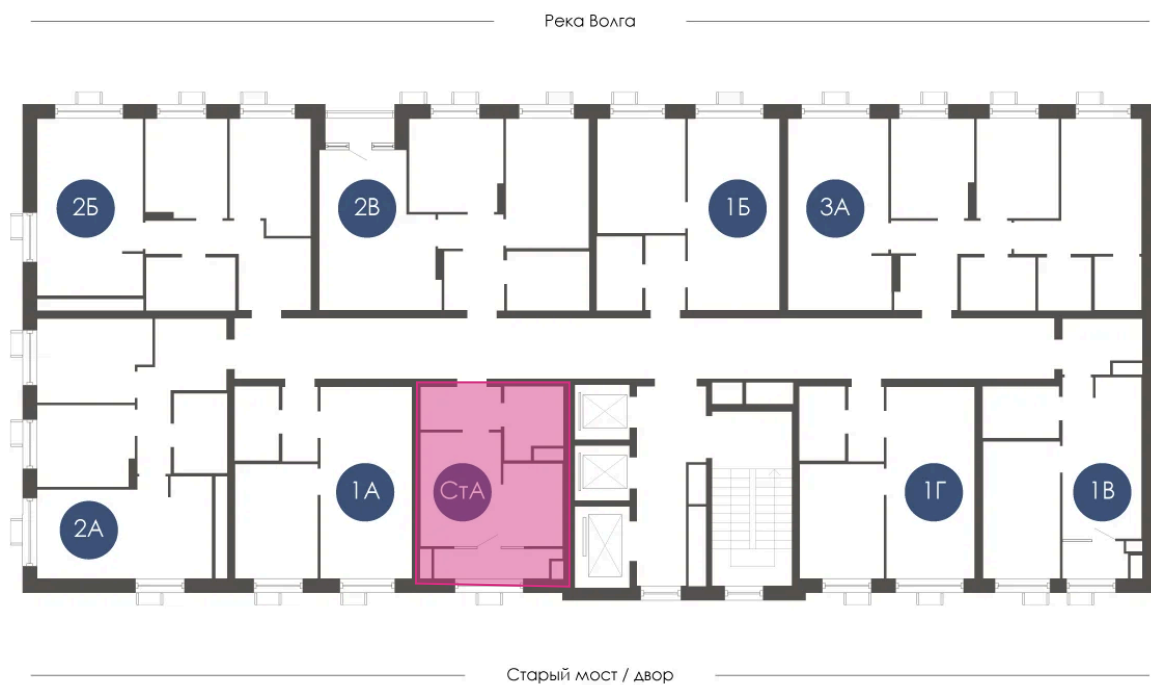 Река Волга
2Б
2В
1Б
3А
2А
1А
СтА
1Г
1В
Старый мост / двор